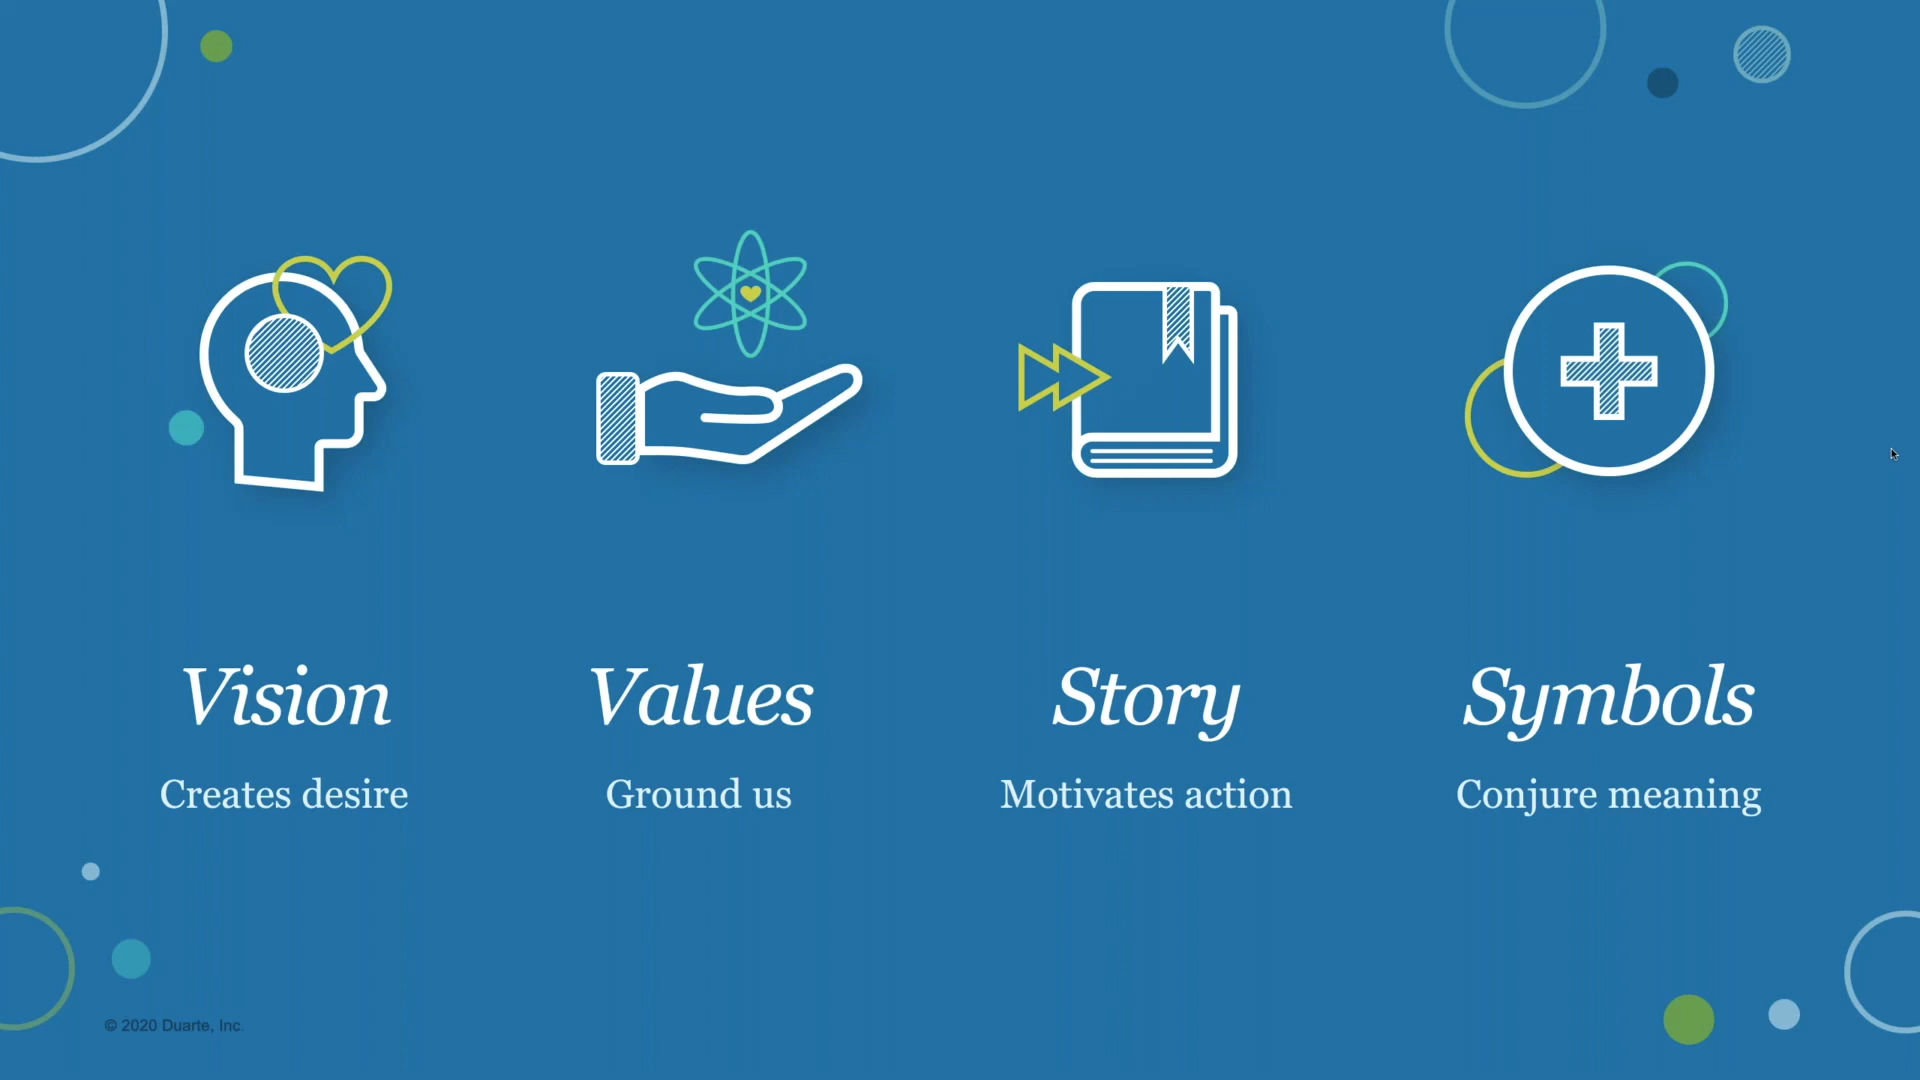 Vision
Values
Story
Symbols
Creates desire
Ground us
Motivates action
Conjure meaning
© 2020 Duarte, Inc.